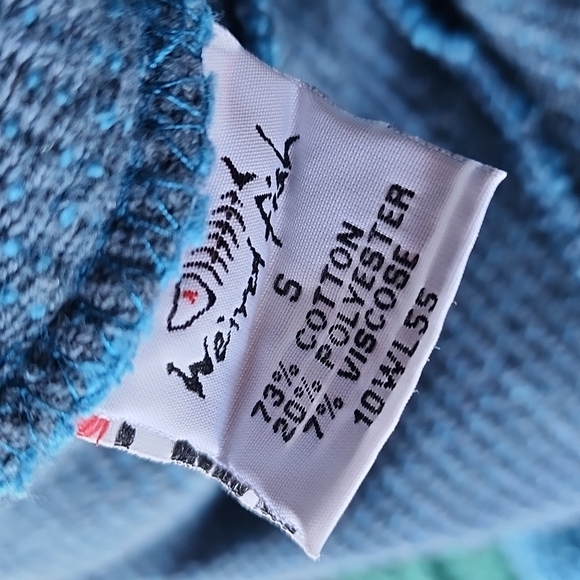 Weird Fish
S
73% COTTON
20% POLYESTER
7% VISCOSE
10WL55